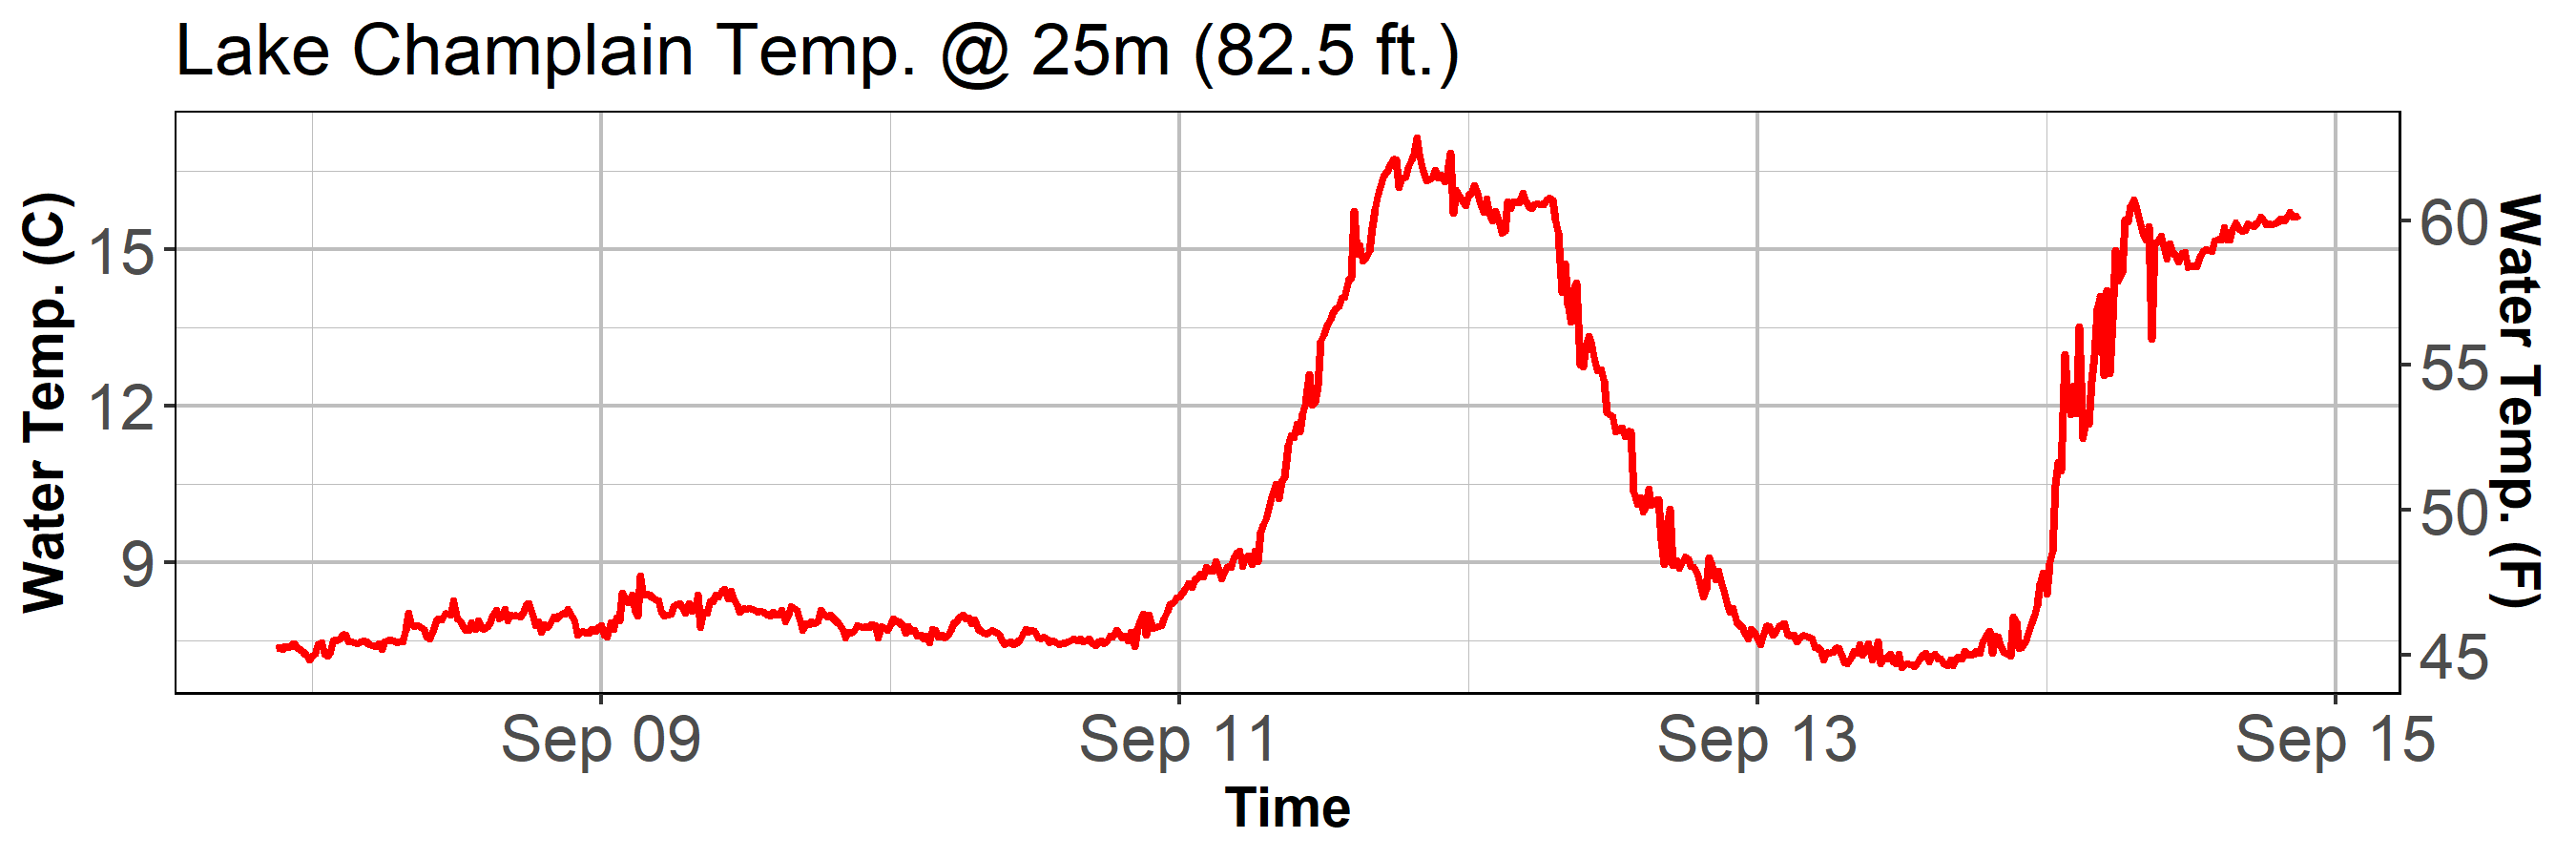 Lake Champlain Temp. @ 25m (82.5 ft.)
Water Temp. (C)
15
12
9
60
55
50
45
Water Temp. (F)
Sep 09
Sep 11
Sep 13
Sep 15
Time